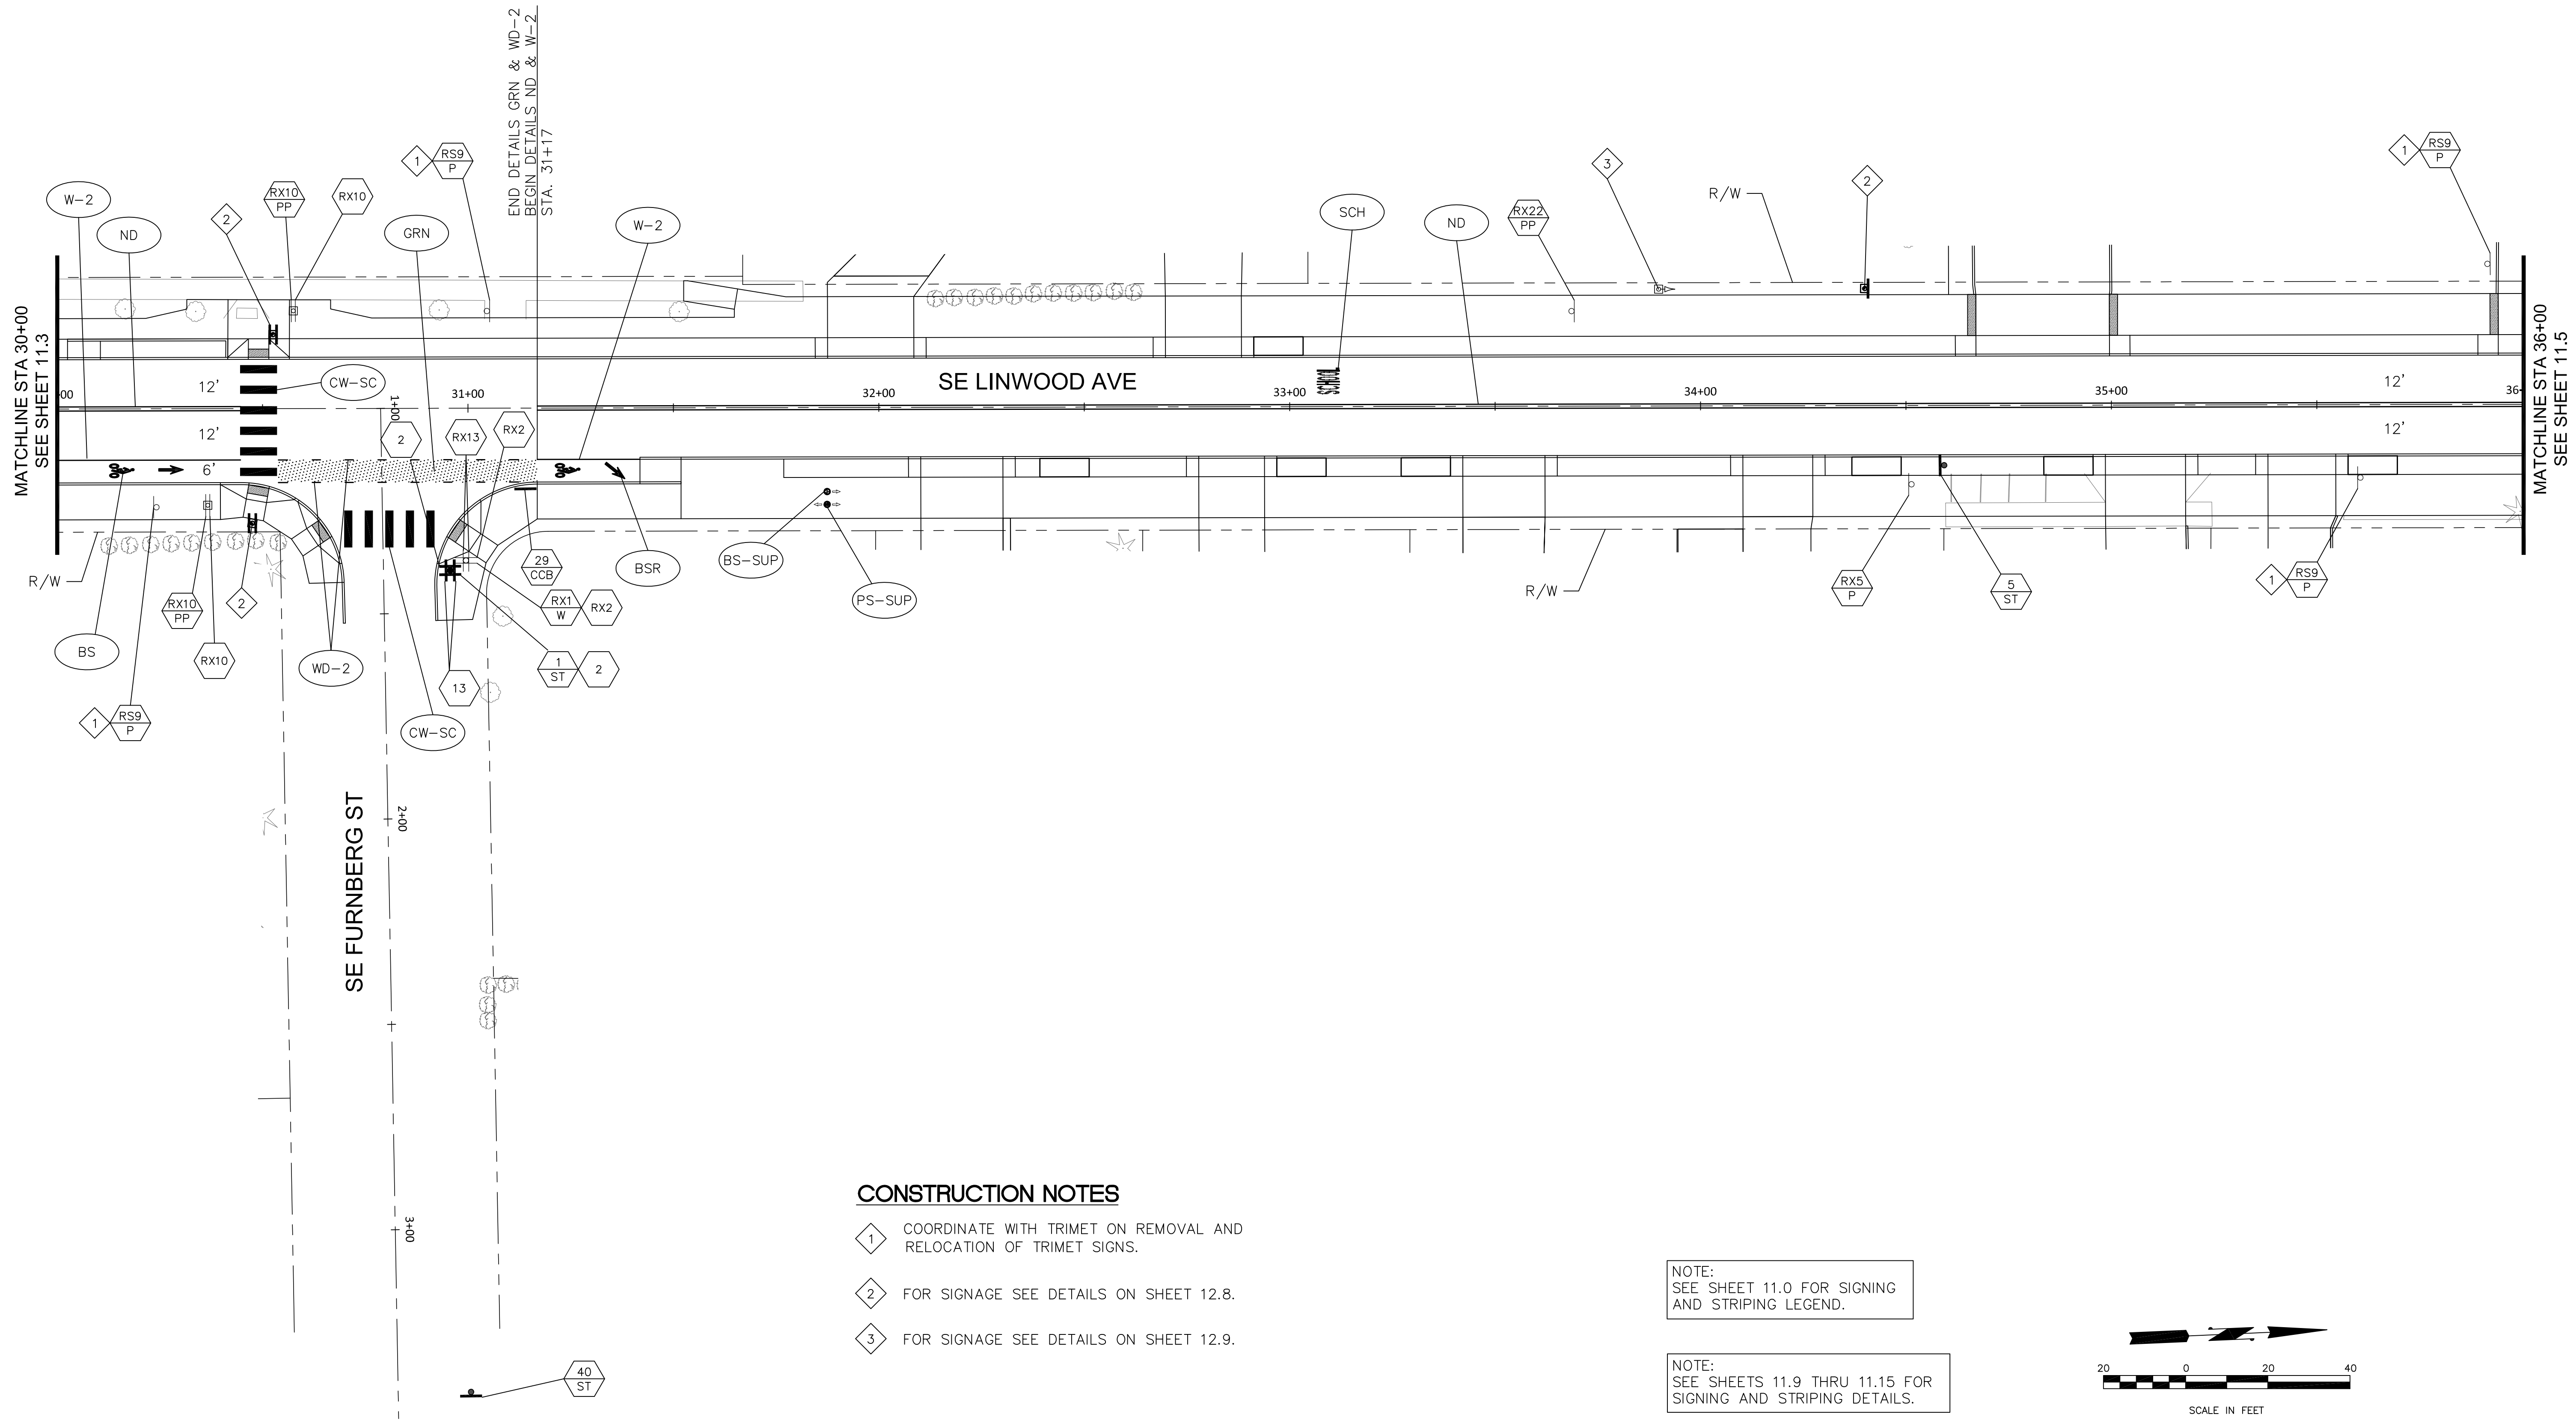 END DETAILS GRN & WD-2
BEGIN DETAILS ND & W-2
STA. 31+17
1
RS9
P
3
R/W
2
1
RS9
P
W-2
ND
2
RX10
PP
RX10
GRN
W-2
SCH
ND
RX22
PP
MATCHLINE STA 30+00
SEE SHEET 11.3
12'
CW-SC
SE LINWOOD AVE
12'
MATCHLINE STA 36+00
SEE SHEET 11.5
00
1+00
31+00
32+00
33+00
SCHOOL
34+00
35+00
36+
12'
2
RX13
RX2
12'
6'
R/W
BS
RX10
PP
RX10
2
WD-2
1
RS9
P
13
CW-SC
29
CCB
RX1
W
RX2
1
ST
2
BSR
BS-SUP
PS-SUP
R/W
RX5
P
5
ST
1
RS9
P
SE FURNBERG ST
2+00
3+00
40
ST
CONSTRUCTION NOTES
1 COORDINATE WITH TRIMET ON REMOVAL AND
RELOCATION OF TRIMET SIGNS.
2 FOR SIGNAGE SEE DETAILS ON SHEET 12.8.
3 FOR SIGNAGE SEE DETAILS ON SHEET 12.9.
NOTE:
SEE SHEET 11.0 FOR SIGNING
AND STRIPING LEGEND.
NOTE:
SEE SHEETS 11.9 THRU 11.15 FOR
SIGNING AND STRIPING DETAILS.
20 0 20 40
SCALE IN FEET